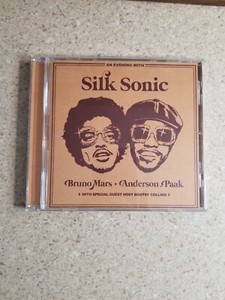 AN EVENING WITH
Silk Sonic
Bruno Mars + Anderson .Paak
WITH SPECIAL GUEST HOST BOOTSY COLLINS